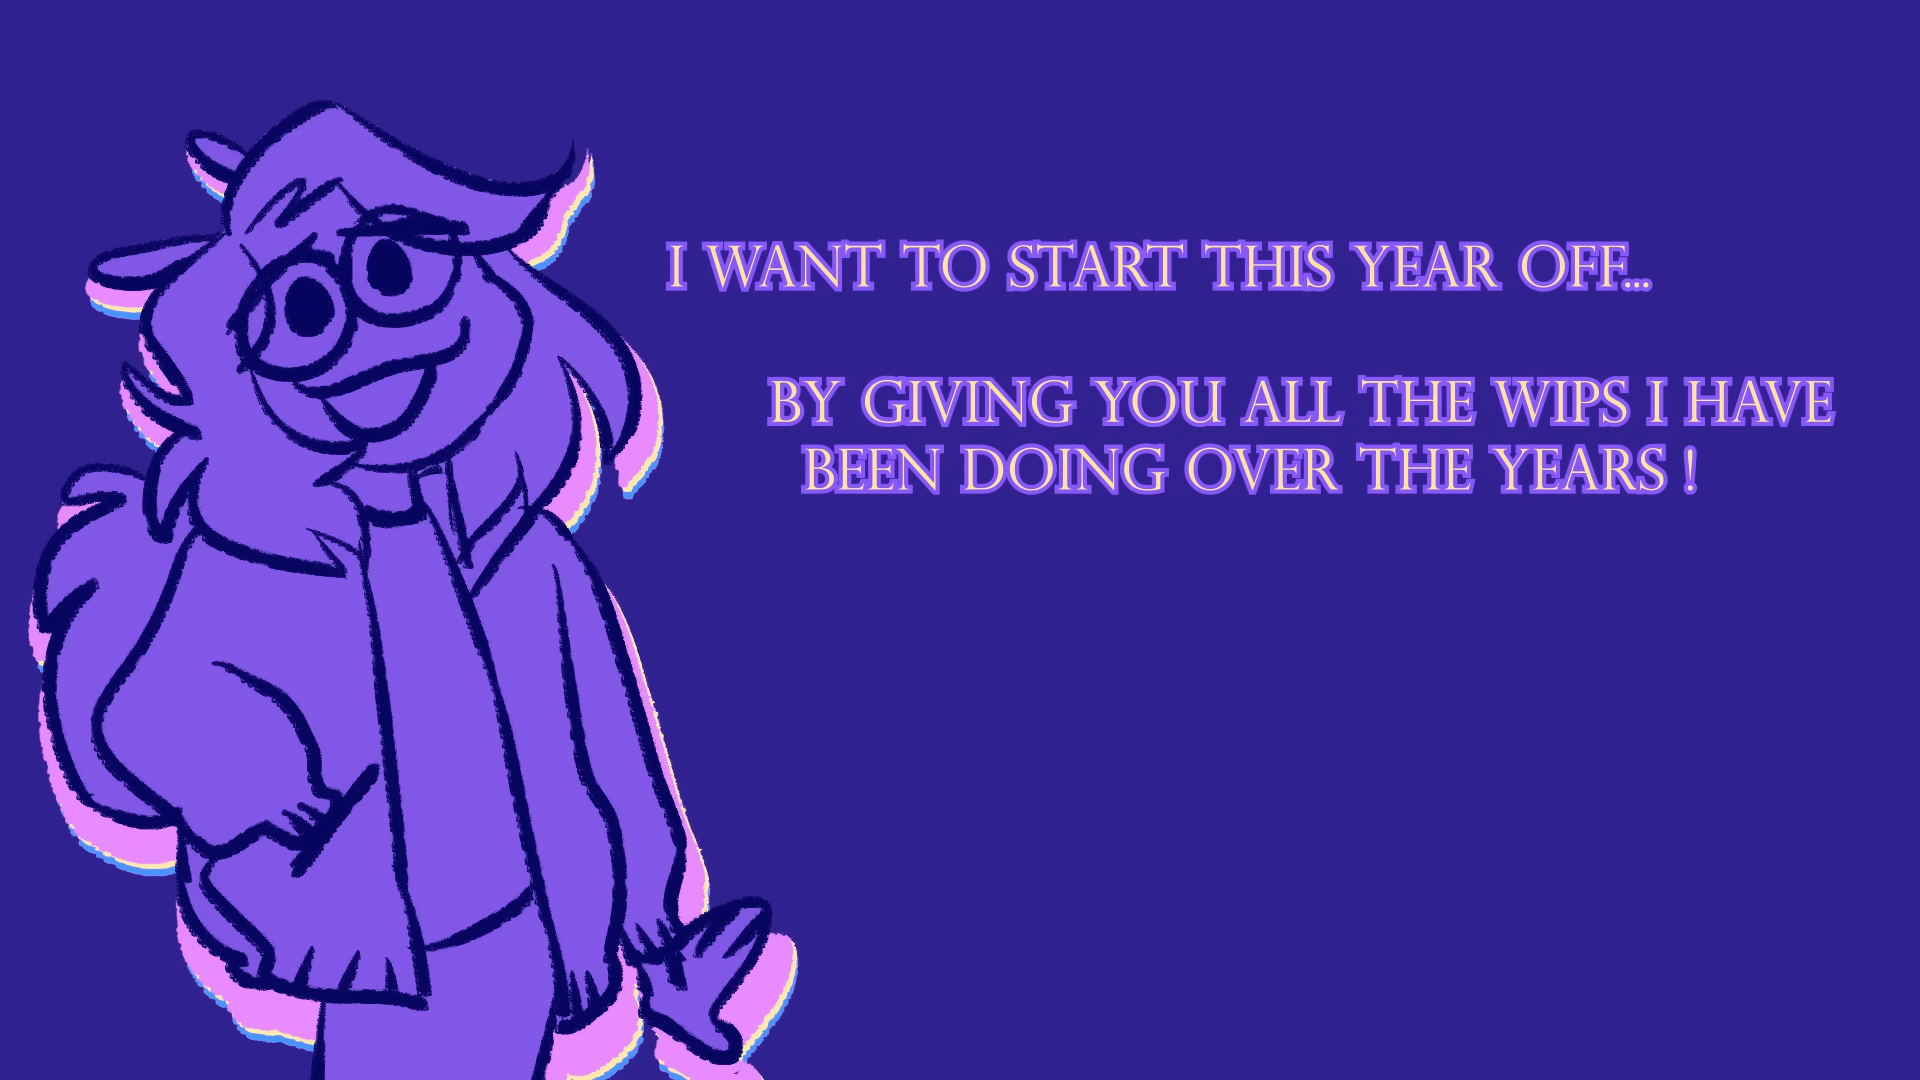 I WANT TO START THIS YEAR OFF...
BY GIVING YOU ALL THE WIPS I HAVE
BEEN DOING OVER THE YEARS !